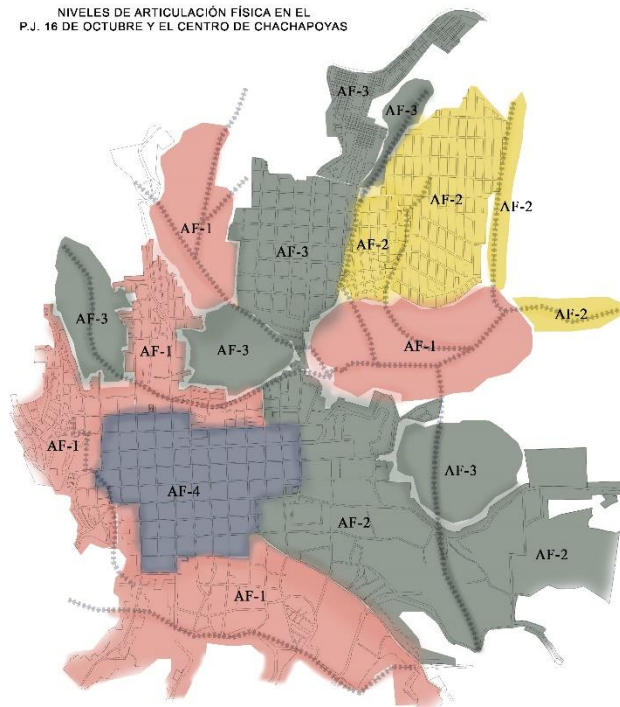 NIVELES DE ARTICULACIÓN FÍSICA EN EL
P.J. 16 DE OCTUBRE Y EL CENTRO DE CHACHAPOYAS
AF-3
AF-3
AF-2
AF-2
AF-1
AF-2
AF-3
AF-2
AF-3
AF-1
AF-3
AF-1
AF-1
AF-3
AF-4
AF-2
AF-2
AF-1